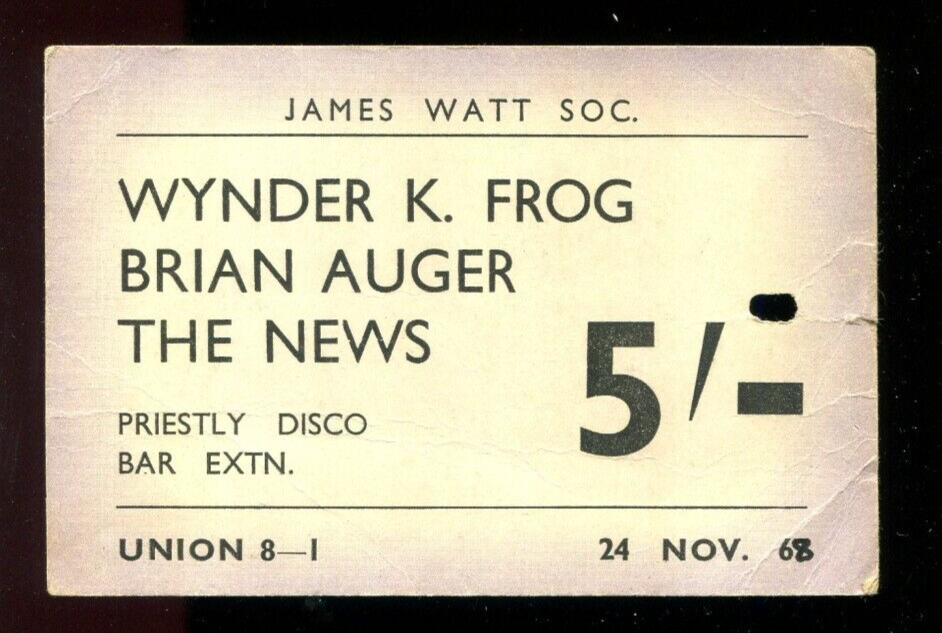 JAMES WATT SOC.
WYNDER K. FROG
BRIAN AUGER
THE NEWS
5/-
PRIESTLY DISCO
BAR EXTN.
UNION 8—1 24 NOV.